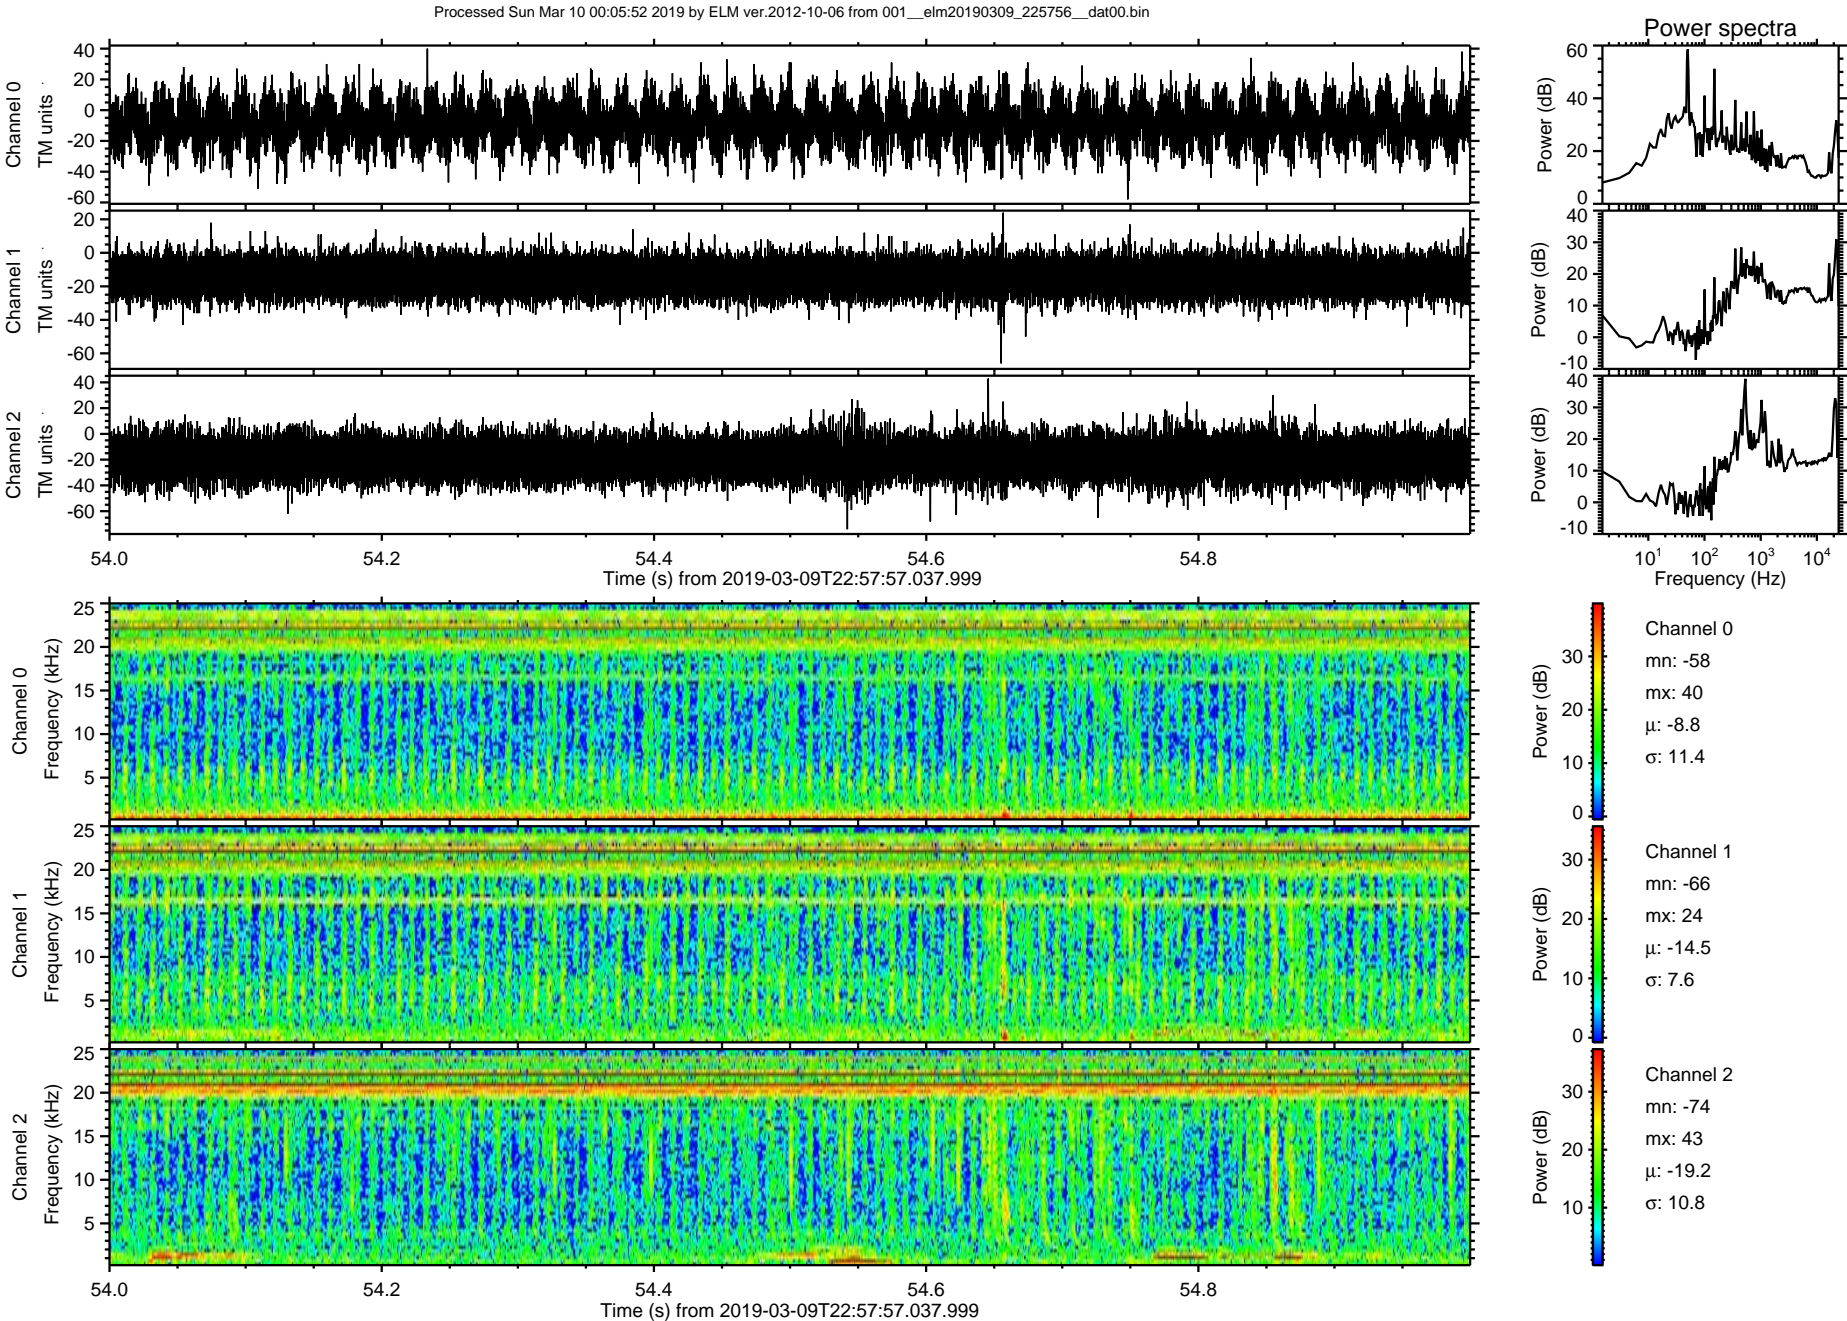 Processed Sun Mar 10 00:05:52 2019 by ELM ver.2012-10-06 from 001__elm20190309_225756__dat00.bin
Power spectra
Channel 0
TM units
40
20
0
-20
-40
-60
Power (dB)
60
40
20
0
Channel 1
TM units
20
0
-20
-40
-60
Power (dB)
40
30
20
10
0
-10
Channel 2
TM units
40
20
0
-20
-40
-60
Power (dB)
40
30
20
10
0
-10
54.0 54.2 54.4 54.6 54.8
Time (s) from 2019-03-09T22:57:57.037.999
10^1 10^2 10^3 10^4
Frequency (Hz)
Channel 0
Frequency (kHz)
25
20
15
10
5
Power (dB)
30
20
10
0
Channel 0
mn: -58
mx: 40
μ: -8.8
σ: 11.4
Channel 1
Frequency (kHz)
25
20
15
10
5
Power (dB)
30
20
10
0
Channel 1
mn: -66
mx: 24
μ: -14.5
σ: 7.6
Channel 2
Frequency (kHz)
25
20
15
10
5
Power (dB)
30
20
10
Channel 2
mn: -74
mx: 43
μ: -19.2
σ: 10.8
54.0 54.2 54.4 54.6 54.8
Time (s) from 2019-03-09T22:57:57.037.999